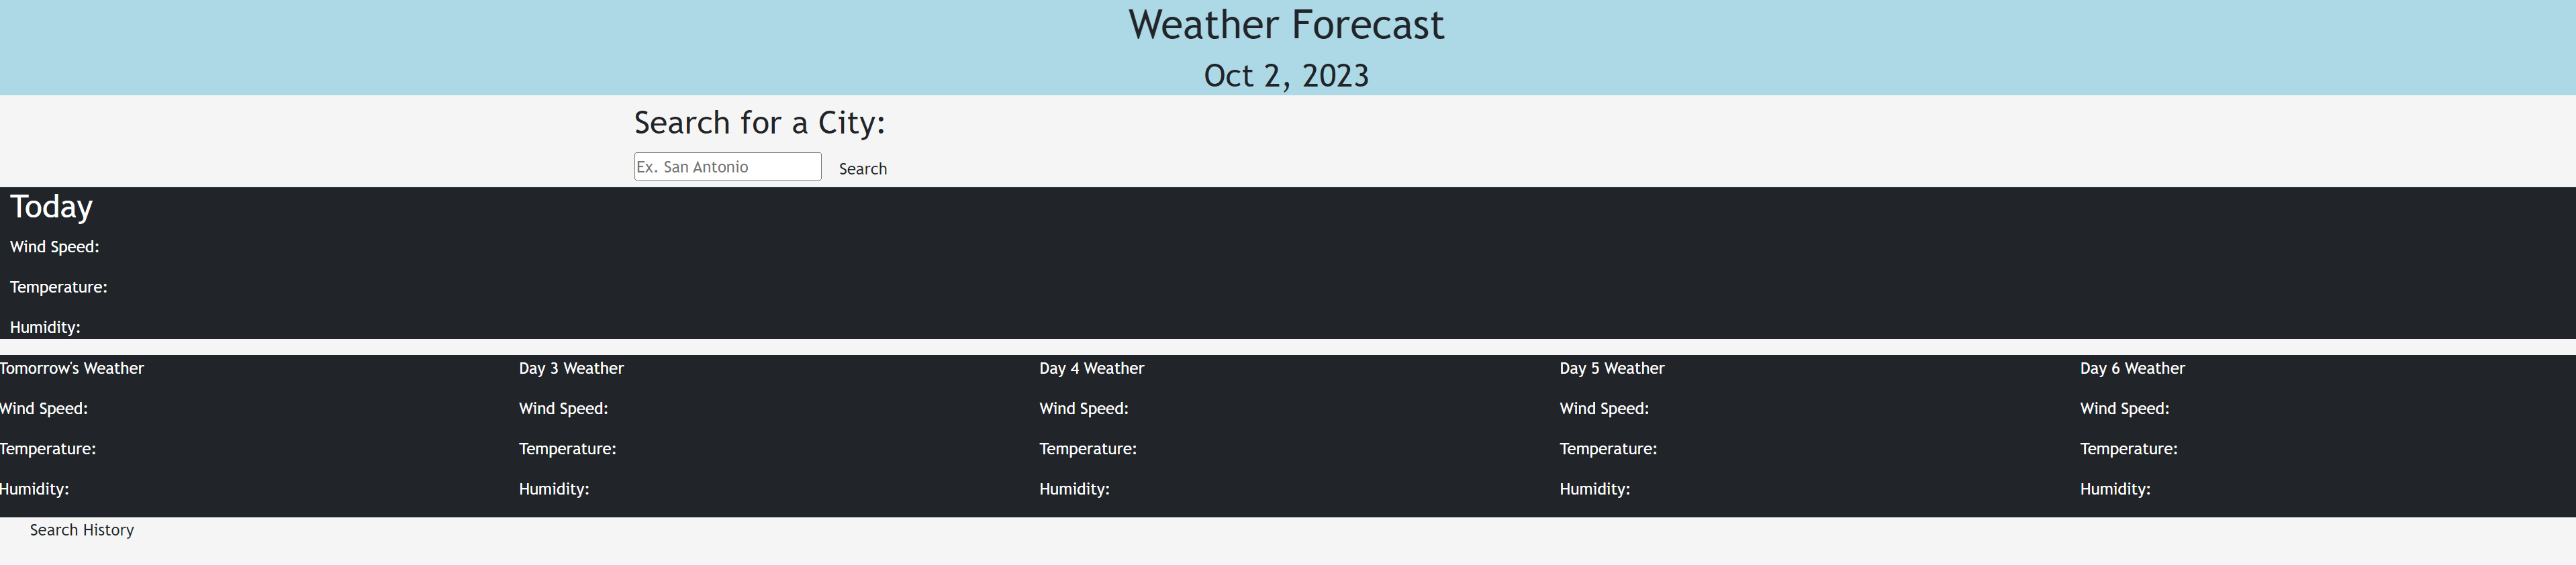 Weather Forecast
Oct 2, 2023
Search for a City:
Ex. San Antonio Search
Today
Wind Speed:
Temperature:
Humidity:
Tomorrow's Weather
Wind Speed:
Temperature:
Humidity:
Day 3 Weather
Wind Speed:
Temperature:
Humidity:
Day 4 Weather
Wind Speed:
Temperature:
Humidity:
Day 5 Weather
Wind Speed:
Temperature:
Humidity:
Day 6 Weather
Wind Speed:
Temperature:
Humidity:
Search History